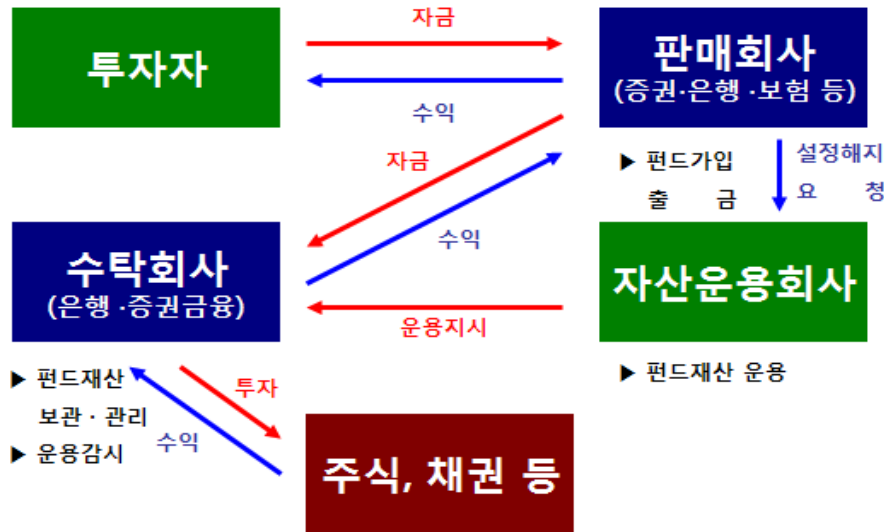 투자자
자금
수익
판매회사
(증권·은행 ·보험 등)
▶ 펀드가입
출 금
설정해지
요 청
자금
수익
수탁회사
(은행 ·증권금융)
운용지시
자산운용회사
▶ 펀드재산 운용
▶ 펀드재산
보관 · 관리
▶ 운용감시
투자
수익
주식, 채권 등